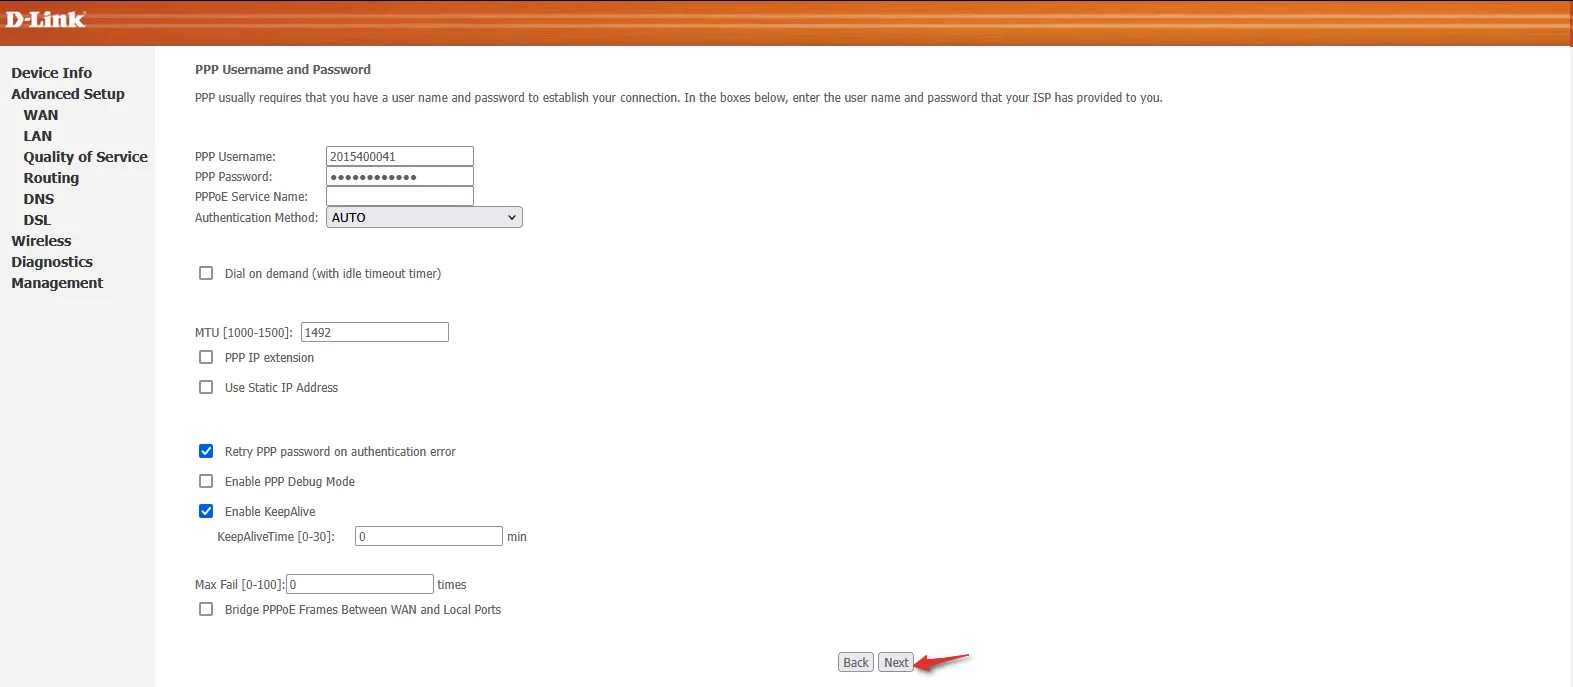 D-Link
Device Info
Advanced Setup
WAN
LAN
Quality of Service
Routing
DNS
DSL
Wireless
Diagnostics
Management
PPP Username and Password
PPP usually requires that you have a user name and password to establish your connection. In the boxes below, enter the user name and password that your ISP has provided to you.
PPP Username: 2015400041
PPP Password: ●●●●●●●●●●●●
PPPoE Service Name:
Authentication Method: AUTO
Dial on demand (with idle timeout timer)
MTU [1000-1500]: 1492
PPP IP extension
Use Static IP Address
Retry PPP password on authentication error
Enable PPP Debug Mode
Enable KeepAlive
KeepAliveTime [0-30]: 0 min
Max Fail [0-100]: 0 times
Bridge PPPoE Frames Between WAN and Local Ports
Back Next